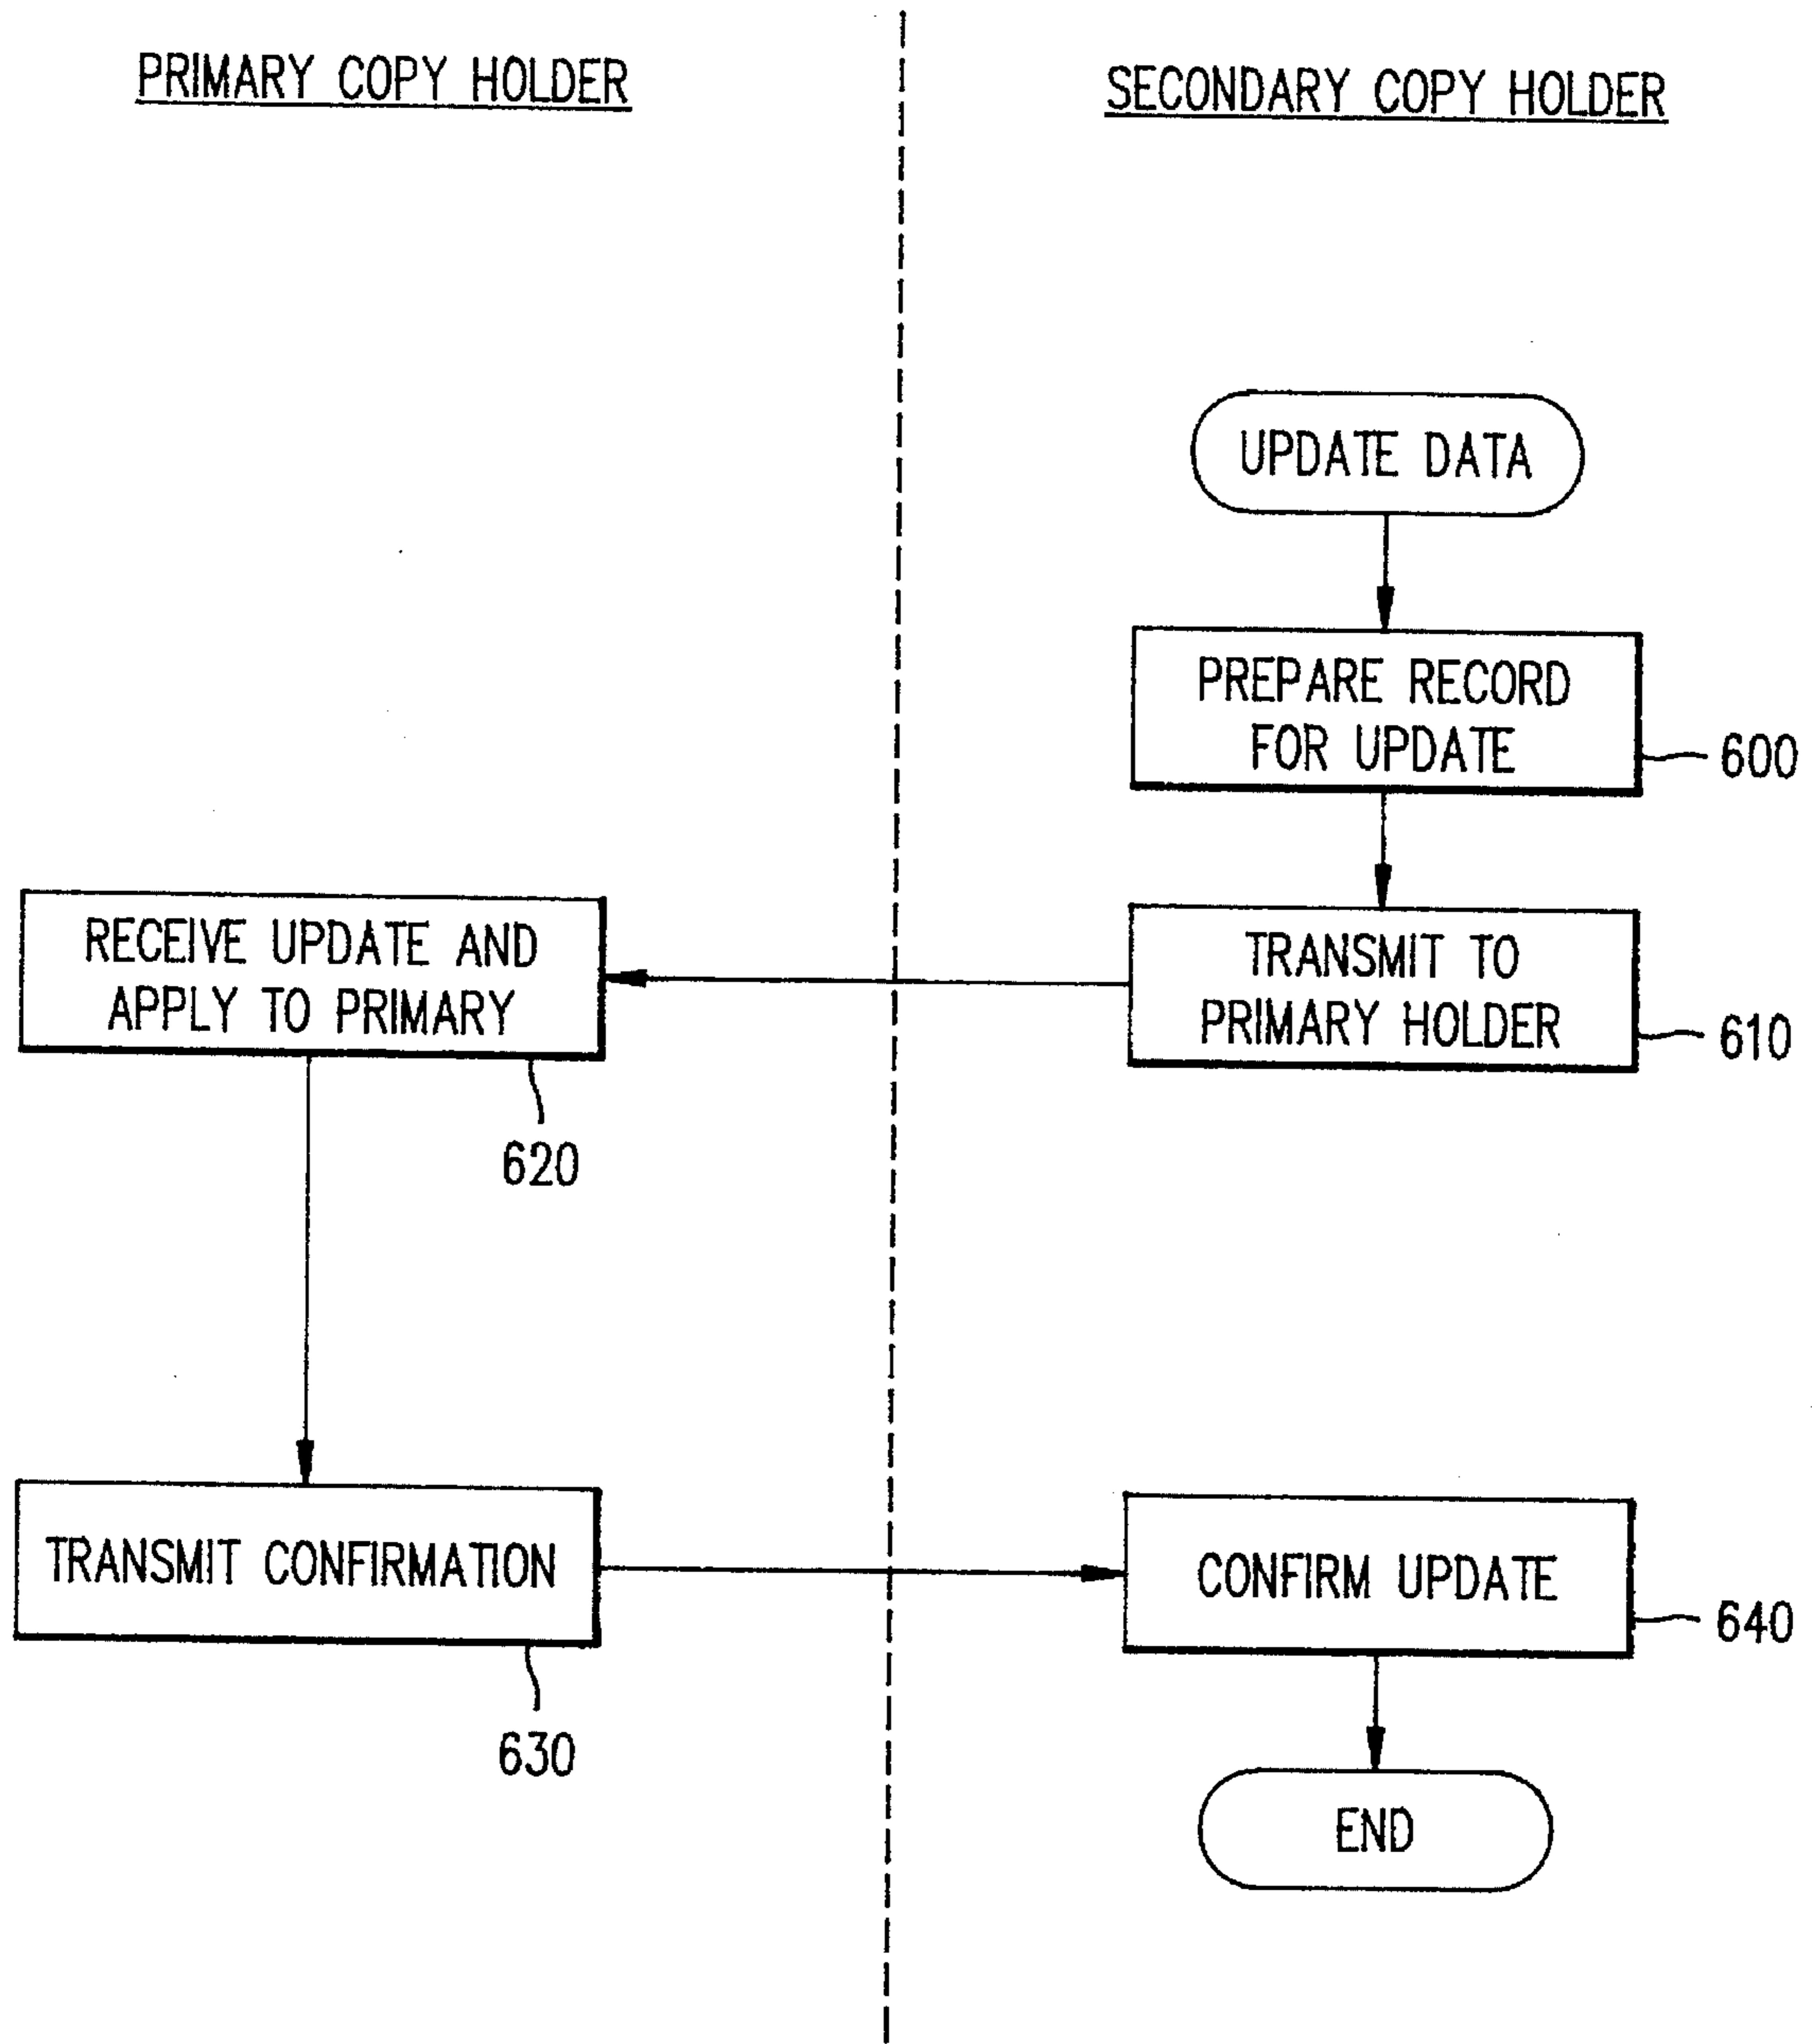 PRIMARY COPY HOLDER
SECONDARY COPY HOLDER
UPDATE DATA
PREPARE RECORD
FOR UPDATE
600
TRANSMIT TO
PRIMARY HOLDER
610
RECEIVE UPDATE AND
APPLY TO PRIMARY
620
TRANSMIT CONFIRMATION
630
CONFIRM UPDATE
640
END